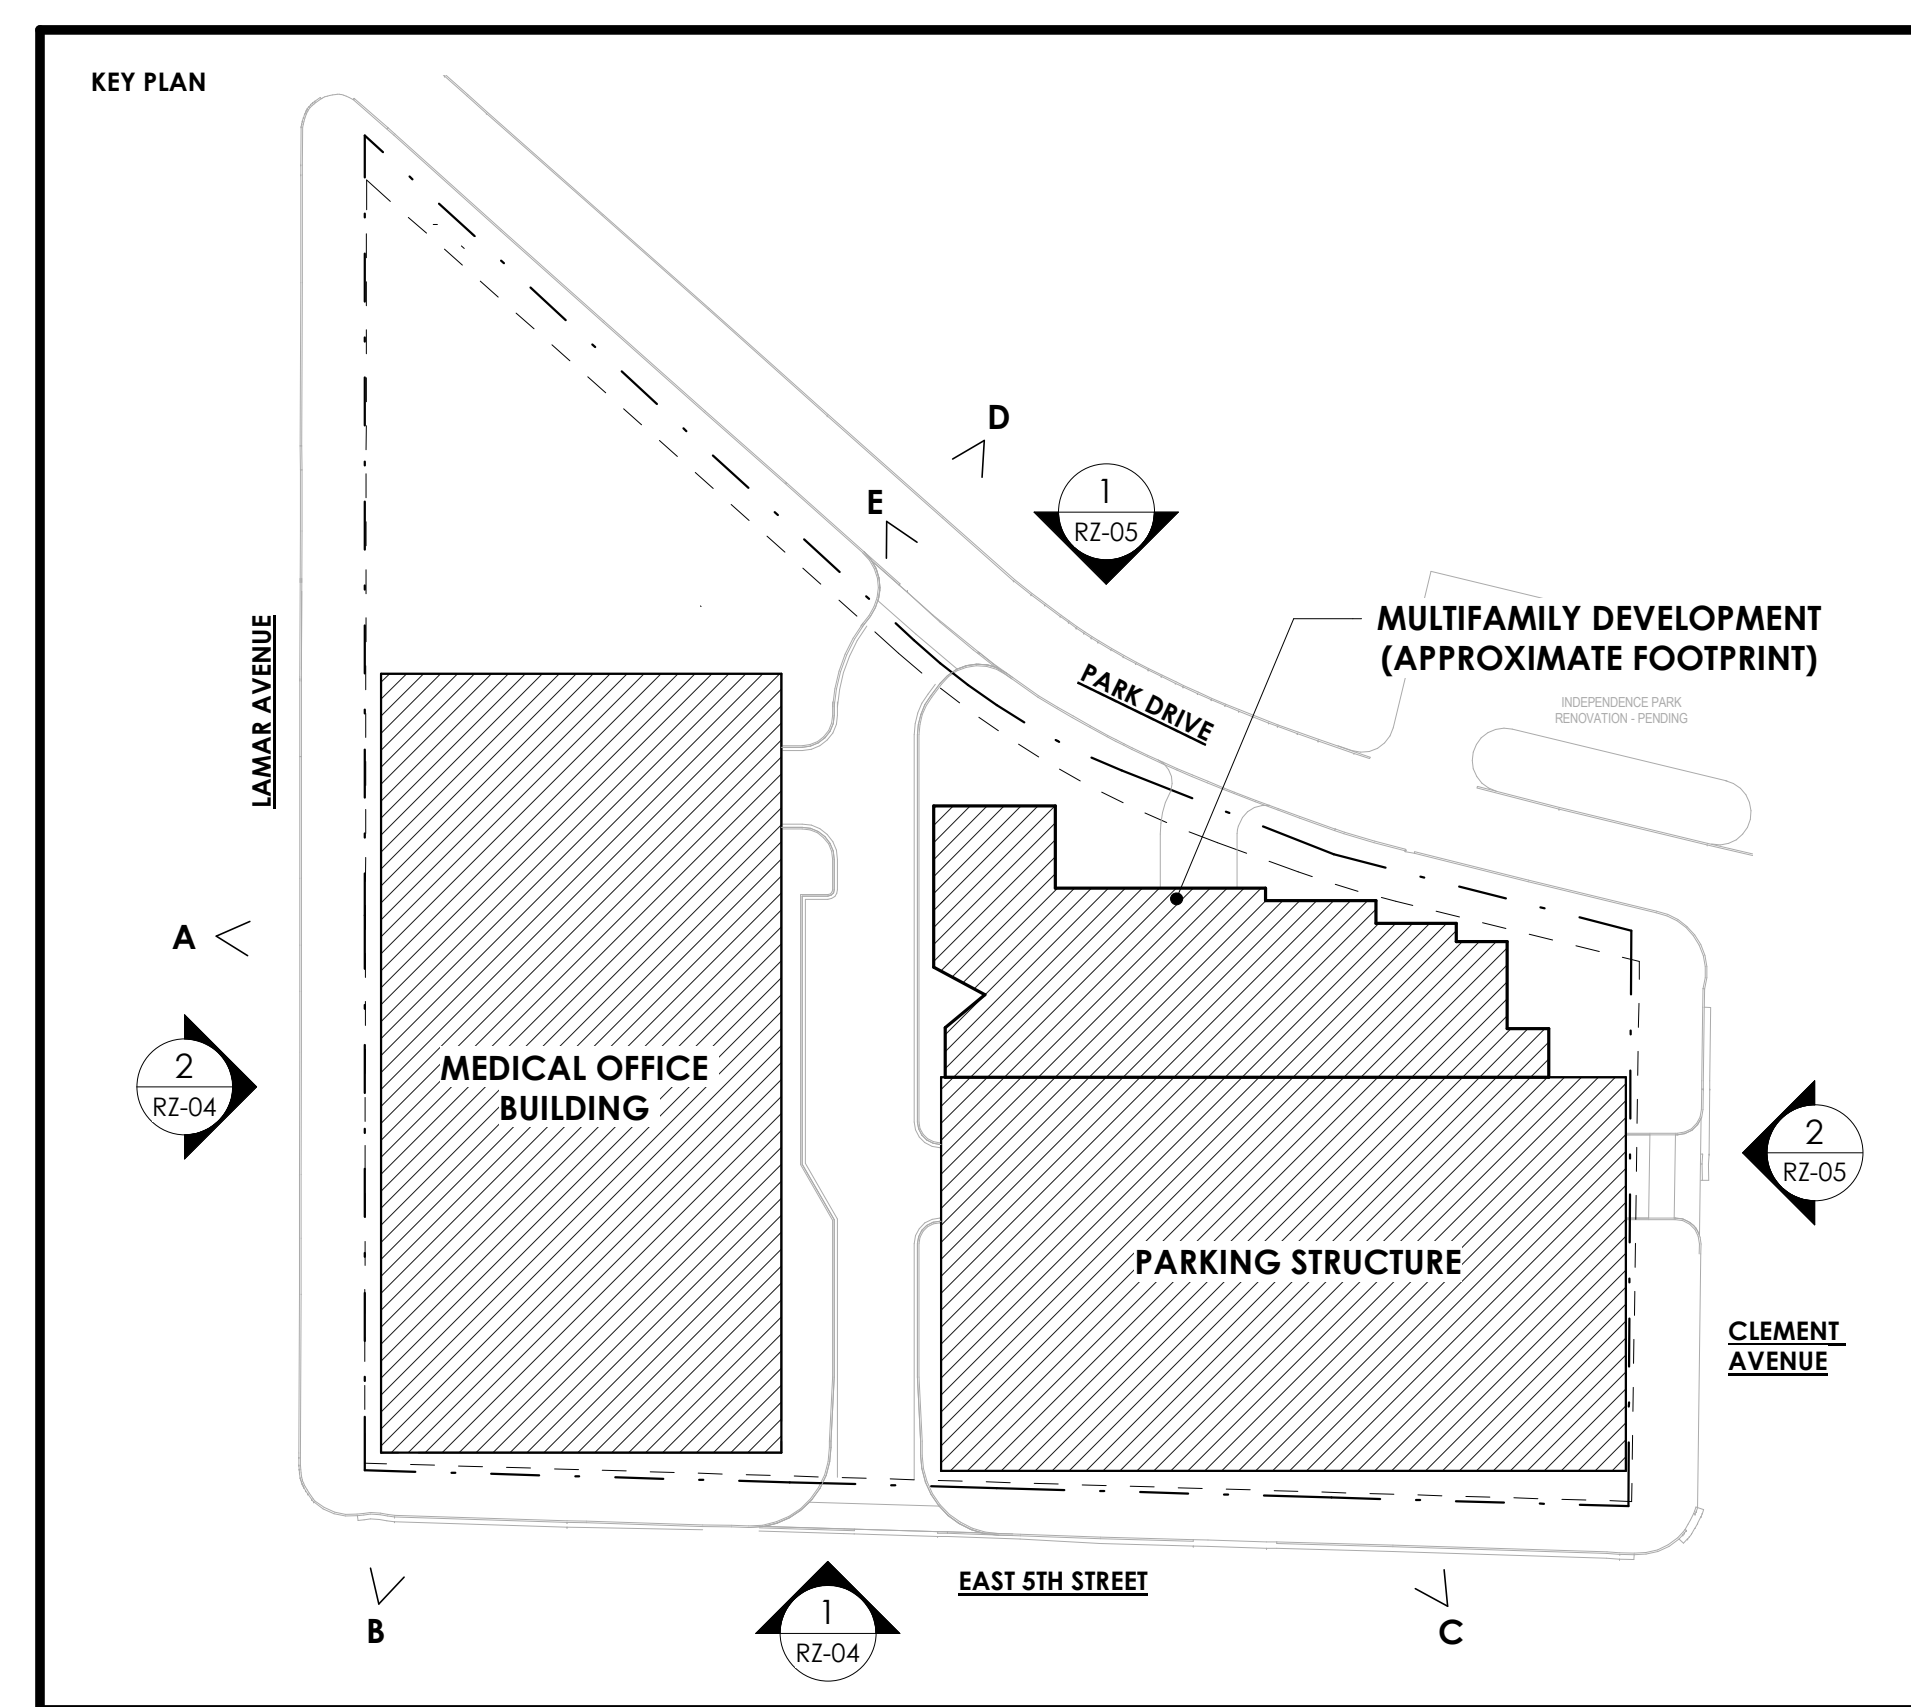 KEY PLAN
D
E
1
RZ-05
MULTIFAMILY DEVELOPMENT
(APPROXIMATE FOOTPRINT)
LAMAR AVENUE
PARK DRIVE
INDEPENDENCE PARK
RENOVATION - PENDING
A
2
RZ-04
MEDICAL OFFICE
BUILDING
2
RZ-05
PARKING STRUCTURE
CLEMENT
AVENUE
EAST 5TH STREET
B
1
RZ-04
C